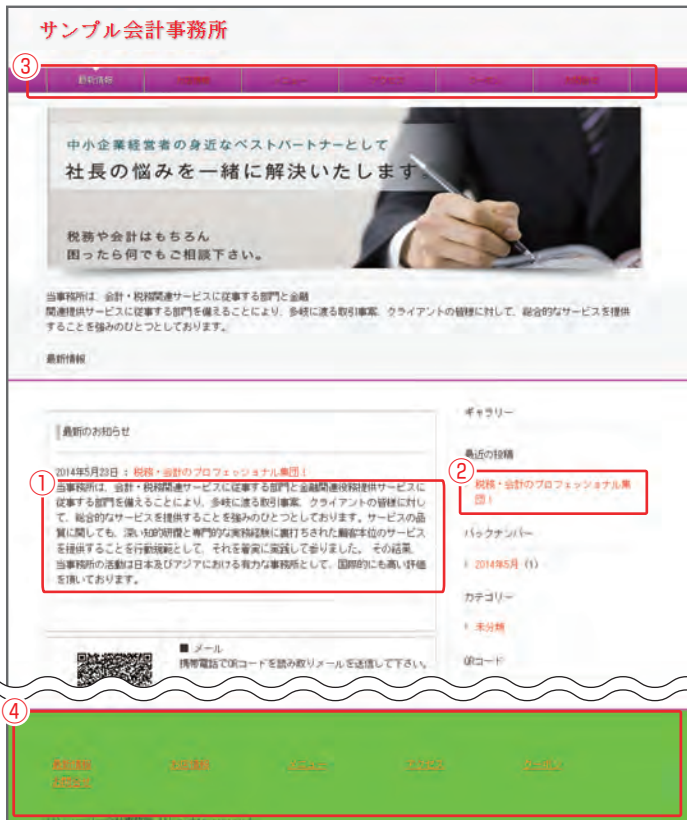 サンプル会計事務所
③
最新情報
中小企業経営者の身近なベストパートナーとして
社長の悩みを一緒に解決いたします。
税務や会計はもちろん
困ったら何でもご相談下さい。
当事務所は、会計・税務関連サービスに従事する部門と金融
関連提供サービスに従事する部門を備えることにより、多岐に渡る取引事案、クライアントの皆様に対して、総合的なサービスを提供
することを強みのひとつとしております。
最新情報
最新のお知らせ
2014年5月23日 : 税務・会計のプロフェッショナル集団！
①
当事務所は、会計・税務関連サービスに従事する部門と金融関連役務提供サービスに
従事する部門を備えることにより、多岐に渡る取引事案、クライアントの皆様に対し
て、総合的なサービスを提供することを強みのひとつとしております。サービスの品
質に関しても、深い知的研鑽と専門的な実務経験に裏打ちされた顧客本位のサービス
を提供することを行動規範として、それを着実に実践して参りました。 その結果、
当事務所の活動は日本及びアジアにおける有力な事務所として、国際的にも高い評価
を頂いております。
■ メール
携帯電話でQRコードを読み取りメールを送信して下さい。
ギャラリー
最近の投稿
②
税務・会計のプロフェッショナル集
団！
バックナンバー
2014年5月 (1)
カテゴリー
未分類
QRコード
④
最新情報
メニュー
クーポン